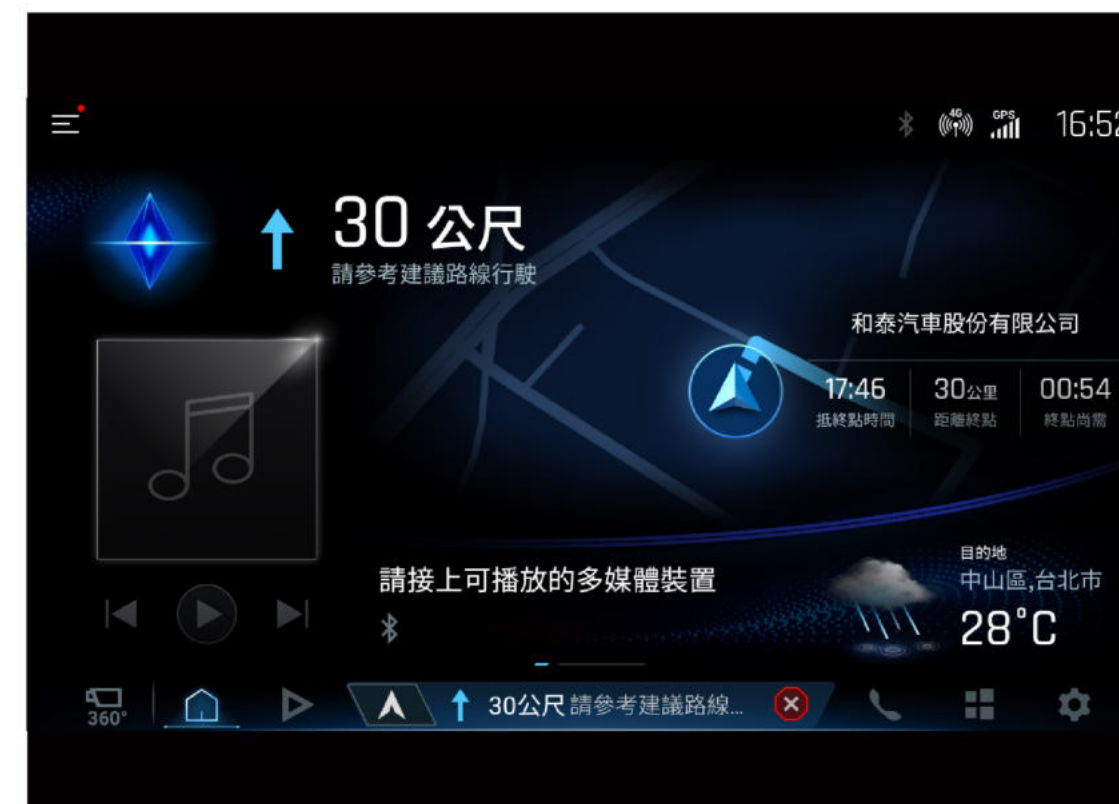 4G GPS 16:52
30 公尺
請參考建議路線行駛
和泰汽車股份有限公司
17:46 30公里 00:54
抵終點時間 距離終點 終點尚需
請接上可播放的多媒體裝置
目的地
中山區,台北市
28°C
360°
30公尺 請參考建議路線...